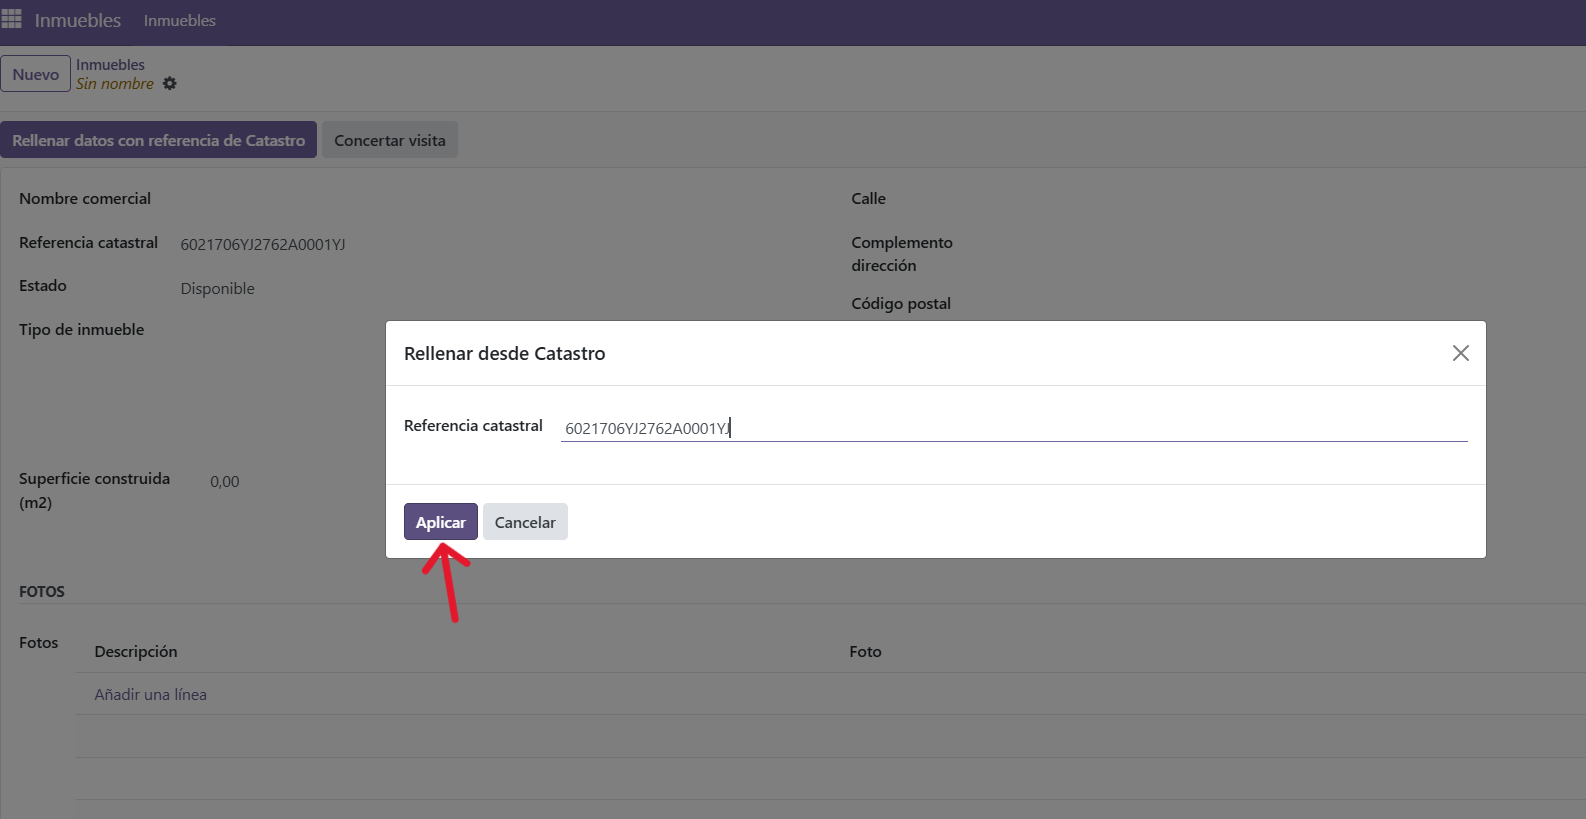 Inmuebles Inmuebles
Nuevo
Inmuebles
Sin nombre
Rellenar datos con referencia de Catastro Concertar visita
Nombre comercial
Referencia catastral 6021706YJ2762A0001YJ
Estado Disponible
Tipo de inmueble
Superficie construida (m2) 0,00
Calle
Complemento
dirección
Código postal
Rellenar desde Catastro
Referencia catastral 6021706YJ2762A0001YJ
Aplicar Cancelar
FOTOS
Fotos
Descripción Foto
Añadir una línea